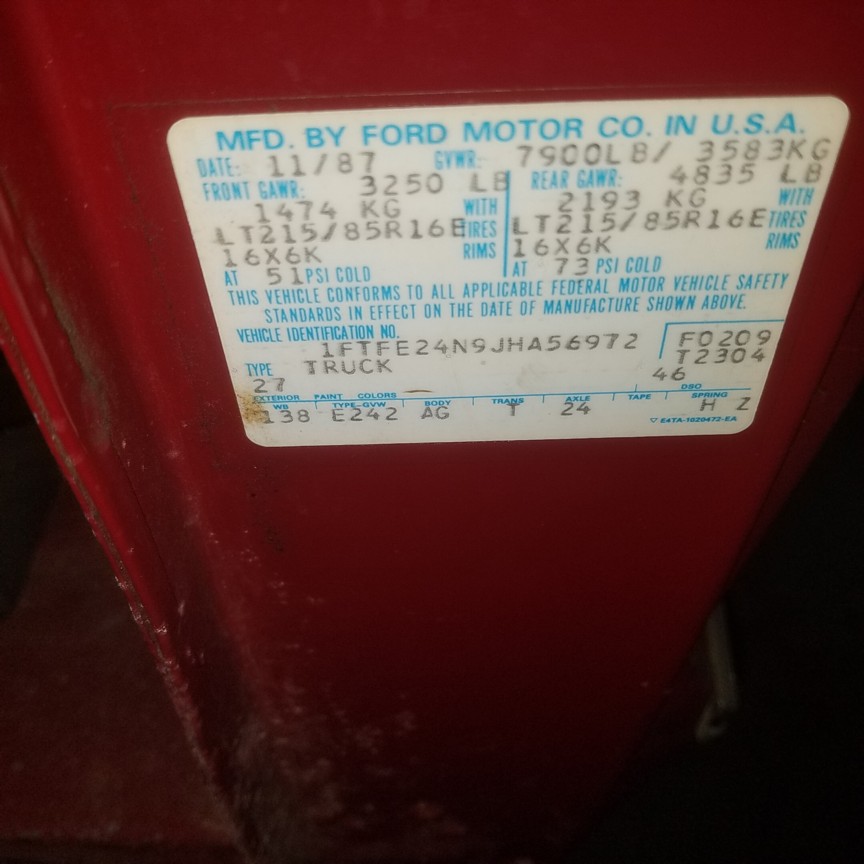 MFD. BY FORD MOTOR CO. IN U.S.A.
DATE: 11/87 GVWR: 7900LB/ 3583KG
FRONT GAWR: 3250 LB REAR GAWR: 4835 LB
1474 KG WITH 2193 KG WITH
LT215/85R16E TIRES LT215/85R16E TIRES
16X6K RIMS 16X6K RIMS
AT 51 PSI COLD AT 73 PSI COLD
THIS VEHICLE CONFORMS TO ALL APPLICABLE FEDERAL MOTOR VEHICLE SAFETY
STANDARDS IN EFFECT ON THE DATE OF MANUFACTURE SHOWN ABOVE.
VEHICLE IDENTIFICATION NO. F0209
1FTFE24N9JHA56972 T2304
TYPE TRUCK 46
27
EXTERIOR PAINT COLORS DSO
WB TYPE-GVW BODY TRANS AXLE TAPE SPRING
138 E242 AG T 24 H Z
▽ E4TA-1020472-EA